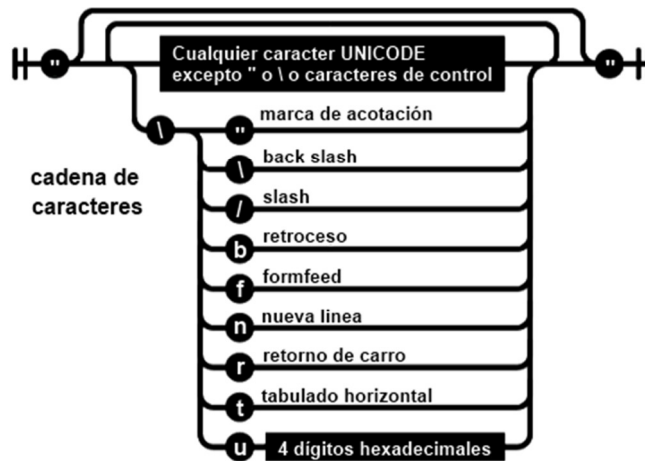 "
Cualquier caracter UNICODE
excepto " o \ o caracteres de control
"
\
" marca de acotación
\ back slash
/ slash
b retroceso
f formfeed
n nueva linea
r retorno de carro
t tabulado horizontal
u 4 dígitos hexadecimales
cadena de
caracteres